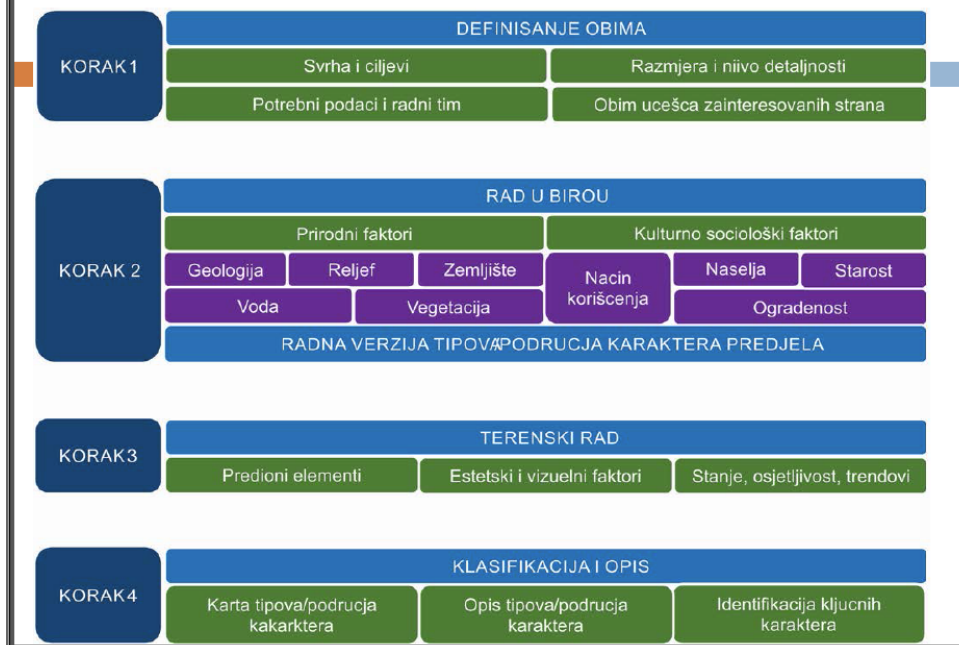 KORAK1
DEFINISANJE OBIMA
Svrha i ciljevi
Razmjera i niivo detaljnosti
Potrebni podaci i radni tim
Obim ucešca zainteresovanih strana
KORAK 2
RAD U BIROU
Prirodni faktori
Kulturno sociološki faktori
Geologija
Reljef
Zemljište
Nacin
korišcenja
Naselja
Starost
Voda
Vegetacija
Ogradenost
RADNA VERZIJA TIPOVA/PODRUCJA KARAKTERA PREDJELA
KORAK3
TERENSKI RAD
Predioni elementi
Estetski i vizuelni faktori
Stanje, osjetljivost, trendovi
KORAK4
KLASIFIKACIJA I OPIS
Karta tipova/podrucja
kakarktera
Opis tipova/podrucja
karaktera
Identifikacija kljucnih
karaktera